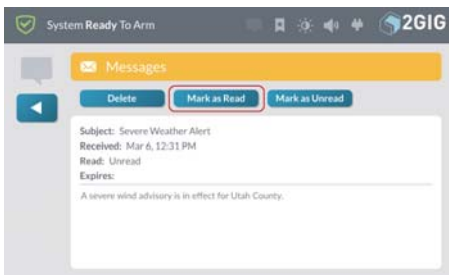 System Ready To Arm
2GIG
Messages
Delete Mark as Read Mark as Unread
Subject: Severe Weather Alert
Received: Mar 6, 12:31 PM
Read: Unread
Expires:
A severe wind advisory is in effect for Utah County.